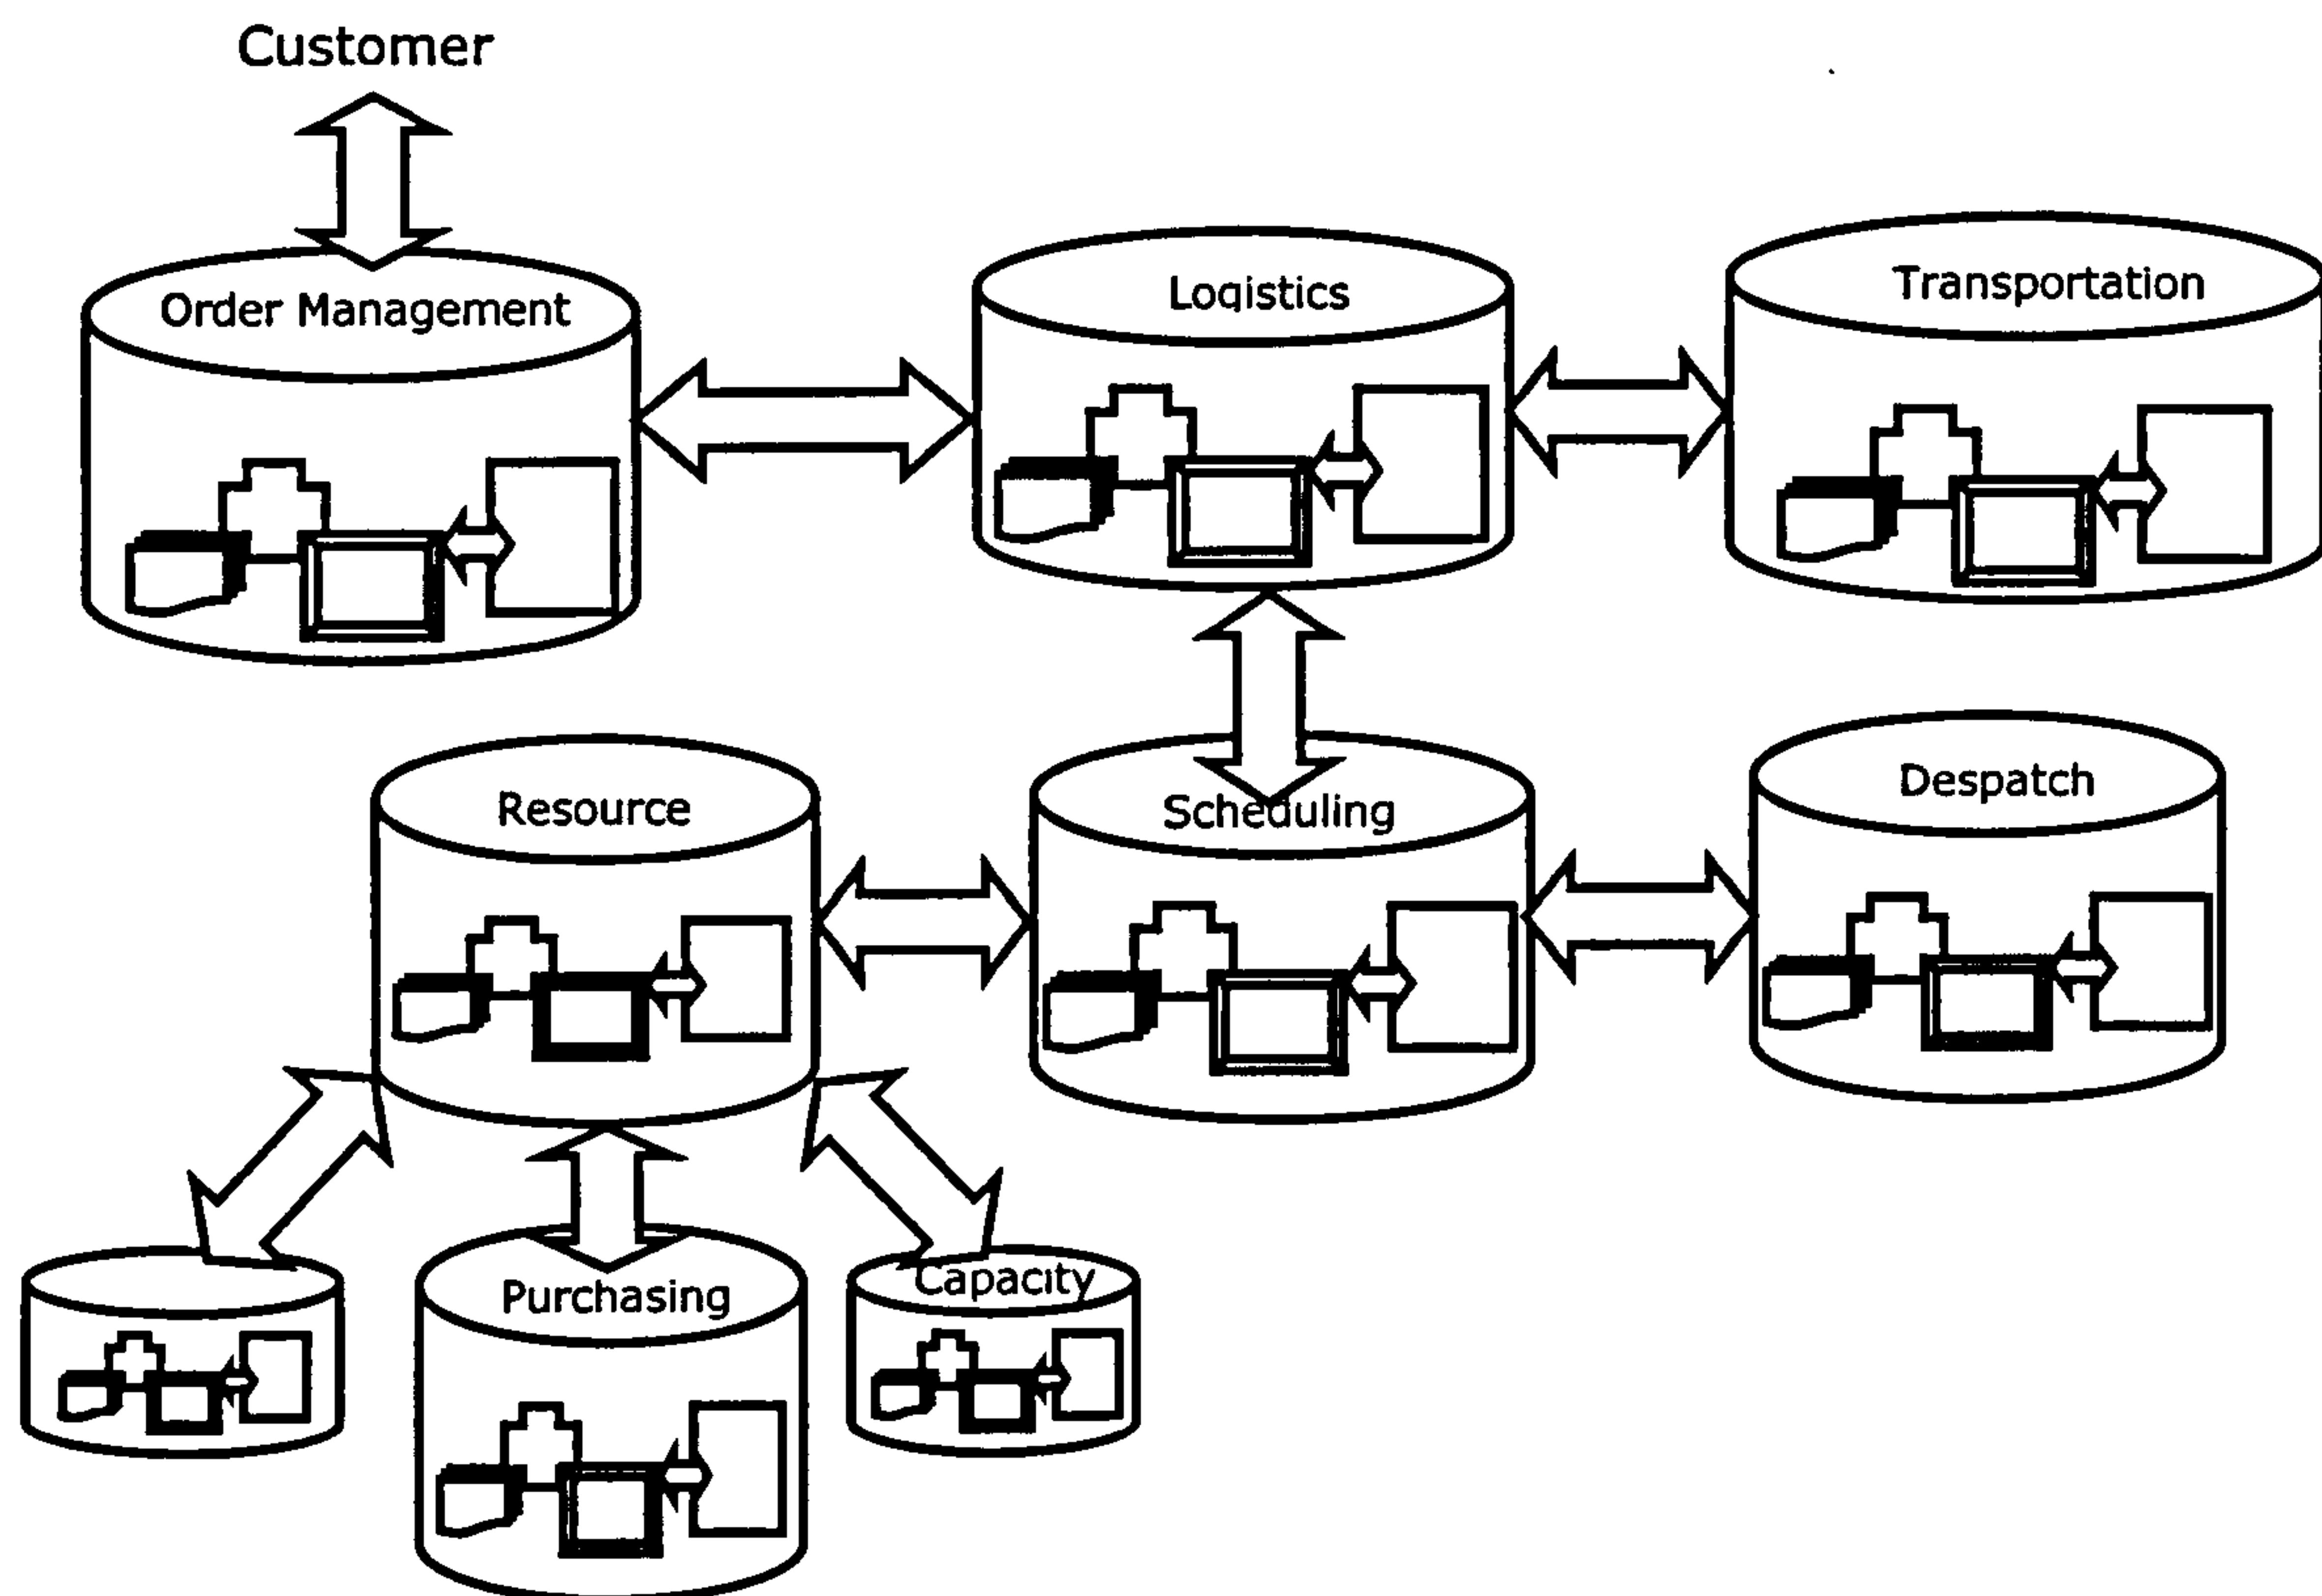 Customer
Order Management
Logistics
Transportation
Resource
Scheduling
Despatch
Purchasing
Capacity